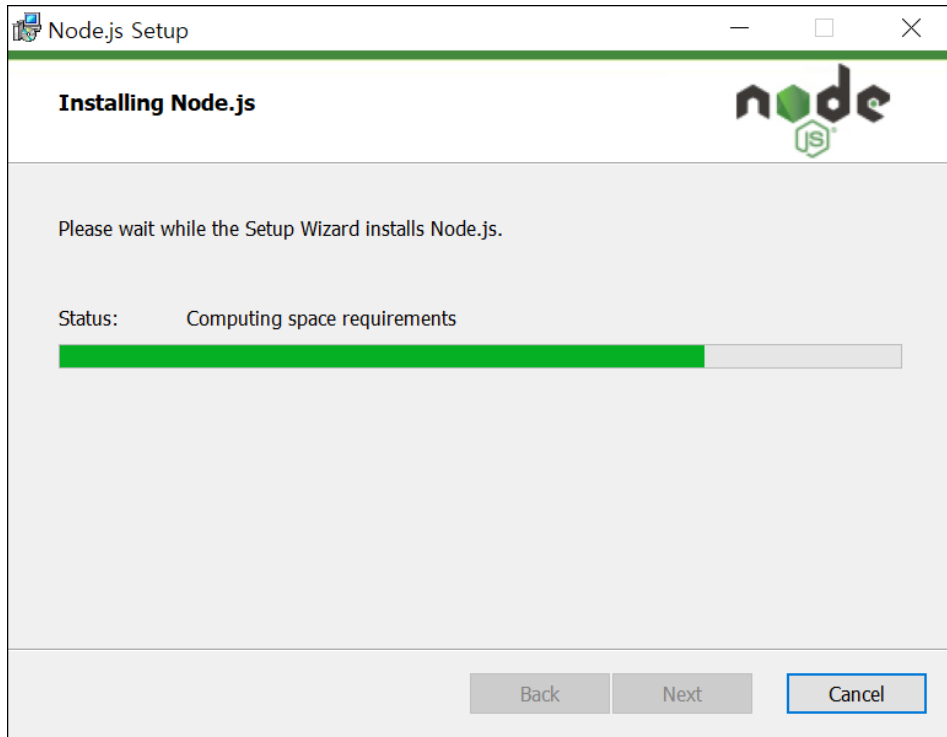 Node.js Setup
Installing Node.js
node
JS
Please wait while the Setup Wizard installs Node.js.
Status: Computing space requirements
Back Next Cancel